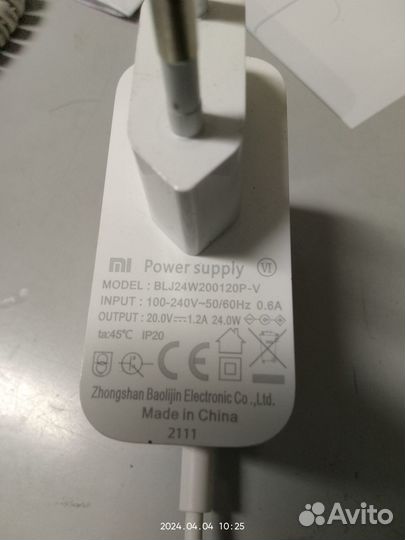 mi Power supply VI
MODEL : BLJ24W200120P-V
INPUT : 100-240V~50/60Hz 0.6A
OUTPUT : 20.0V⎓1.2A 24.0W
ta:45℃ IP20
Zhongshan Baolijin Electronic Co.,Ltd.
Made in China
2111
2024.04.04 10:25
Avito